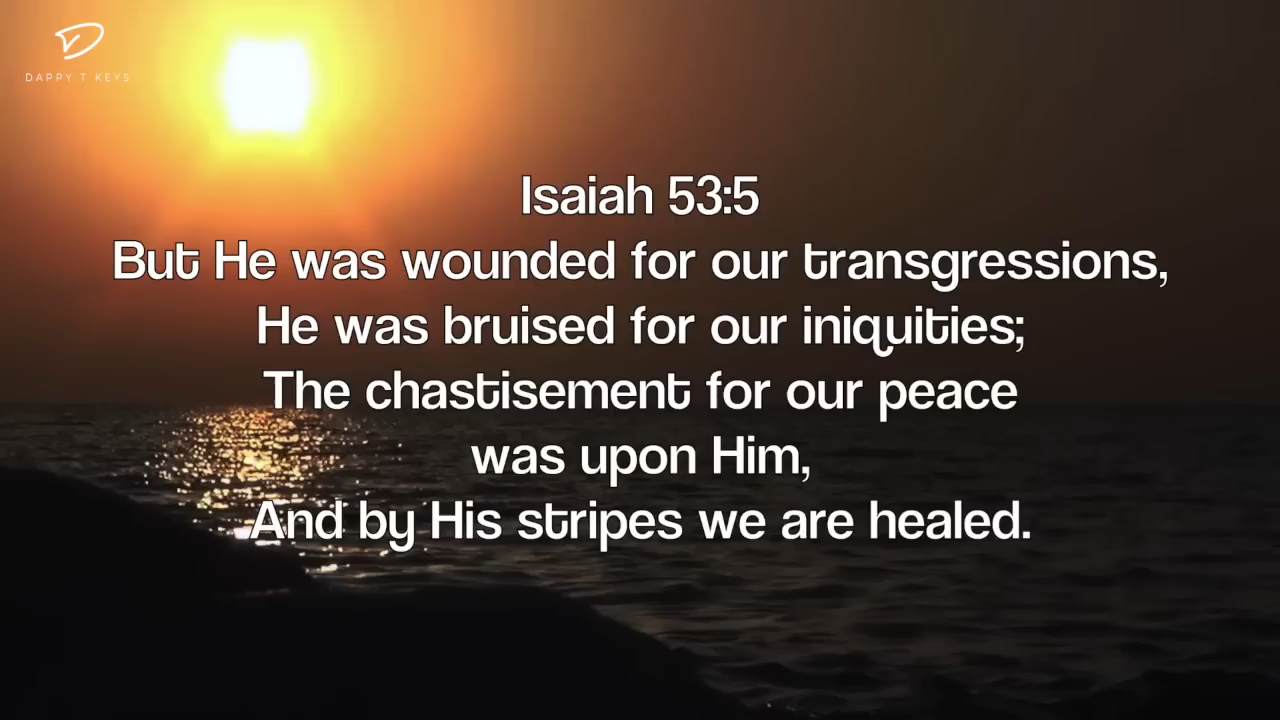 DAPPY T KEYS
Isaiah 53:5
But He was wounded for our transgressions,
He was bruised for our iniquities;
The chastisement for our peace
was upon Him,
And by His stripes we are healed.